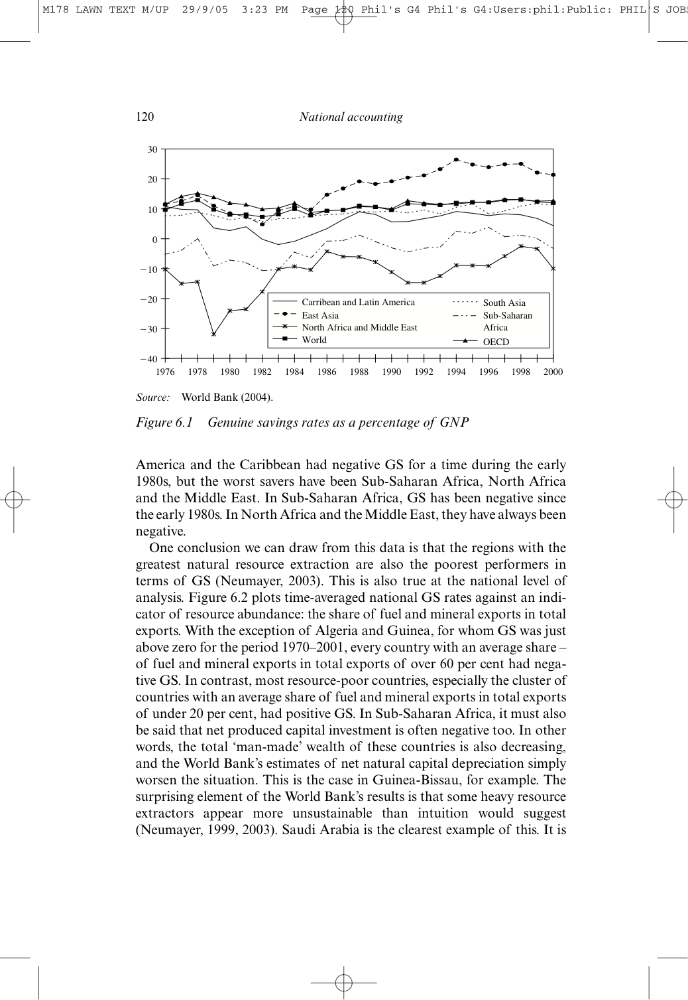 M178 LAWN TEXT M/UP 29/9/05 3:23 PM Page 120 Phil's G4 Phil's G4:Users:phil:Public: PHIL'S JOBS
120 National accounting
30
20
10
0
−10
−20
−30
−40
Carribean and Latin America
East Asia
North Africa and Middle East
World
South Asia
Sub-Saharan
Africa
OECD
1976 1978 1980 1982 1984 1986 1988 1990 1992 1994 1996 1998 2000
Source: World Bank (2004).
Figure 6.1 Genuine savings rates as a percentage of GNP
America and the Caribbean had negative GS for a time during the early
1980s, but the worst savers have been Sub-Saharan Africa, North Africa
and the Middle East. In Sub-Saharan Africa, GS has been negative since
the early 1980s. In North Africa and the Middle East, they have always been
negative.
One conclusion we can draw from this data is that the regions with the
greatest natural resource extraction are also the poorest performers in
terms of GS (Neumayer, 2003). This is also true at the national level of
analysis. Figure 6.2 plots time-averaged national GS rates against an indi-
cator of resource abundance: the share of fuel and mineral exports in total
exports. With the exception of Algeria and Guinea, for whom GS was just
above zero for the period 1970–2001, every country with an average share –
of fuel and mineral exports in total exports of over 60 per cent had nega-
tive GS. In contrast, most resource-poor countries, especially the cluster of
countries with an average share of fuel and mineral exports in total exports
of under 20 per cent, had positive GS. In Sub-Saharan Africa, it must also
be said that net produced capital investment is often negative too. In other
words, the total ‘man-made’ wealth of these countries is also decreasing,
and the World Bank’s estimates of net natural capital depreciation simply
worsen the situation. This is the case in Guinea-Bissau, for example. The
surprising element of the World Bank’s results is that some heavy resource
extractors appear more unsustainable than intuition would suggest
(Neumayer, 1999, 2003). Saudi Arabia is the clearest example of this. It is